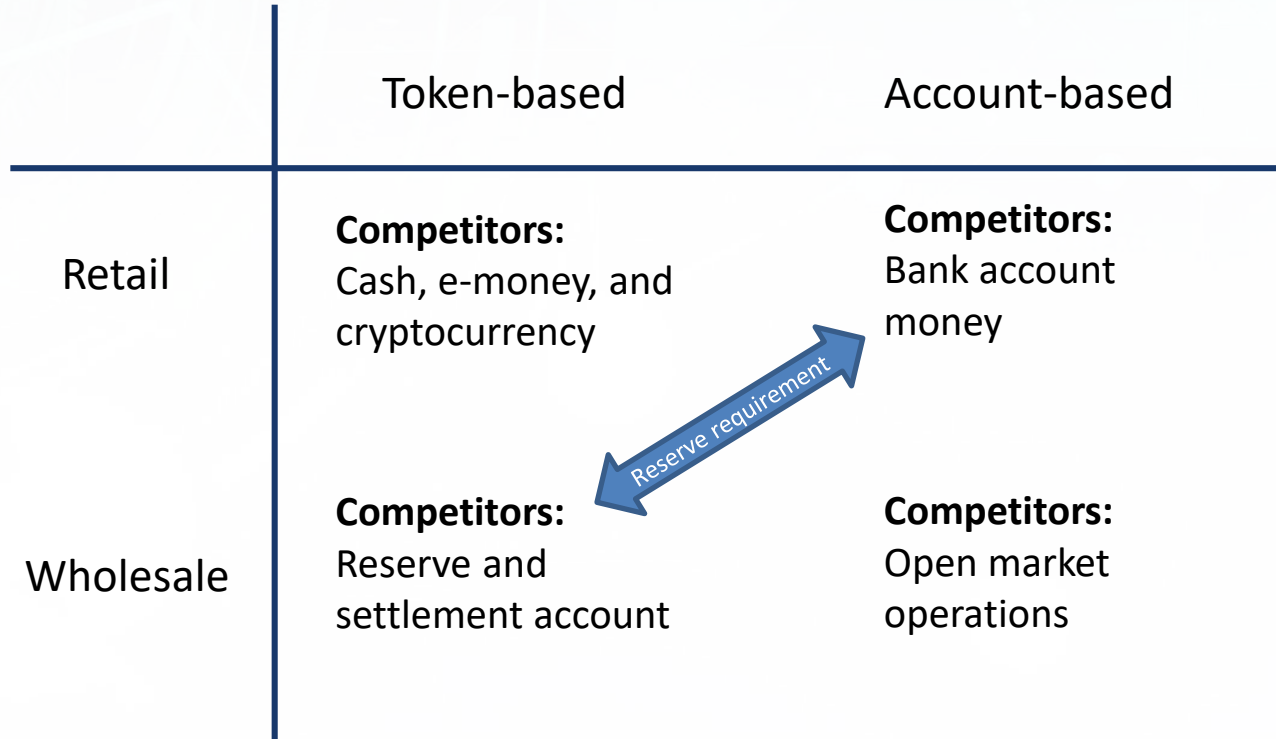 Token-based
Account-based
Retail
Competitors:
Cash, e-money, and
cryptocurrency
Competitors:
Bank account
money
Reserve requirement
Wholesale
Competitors:
Reserve and
settlement account
Competitors:
Open market
operations